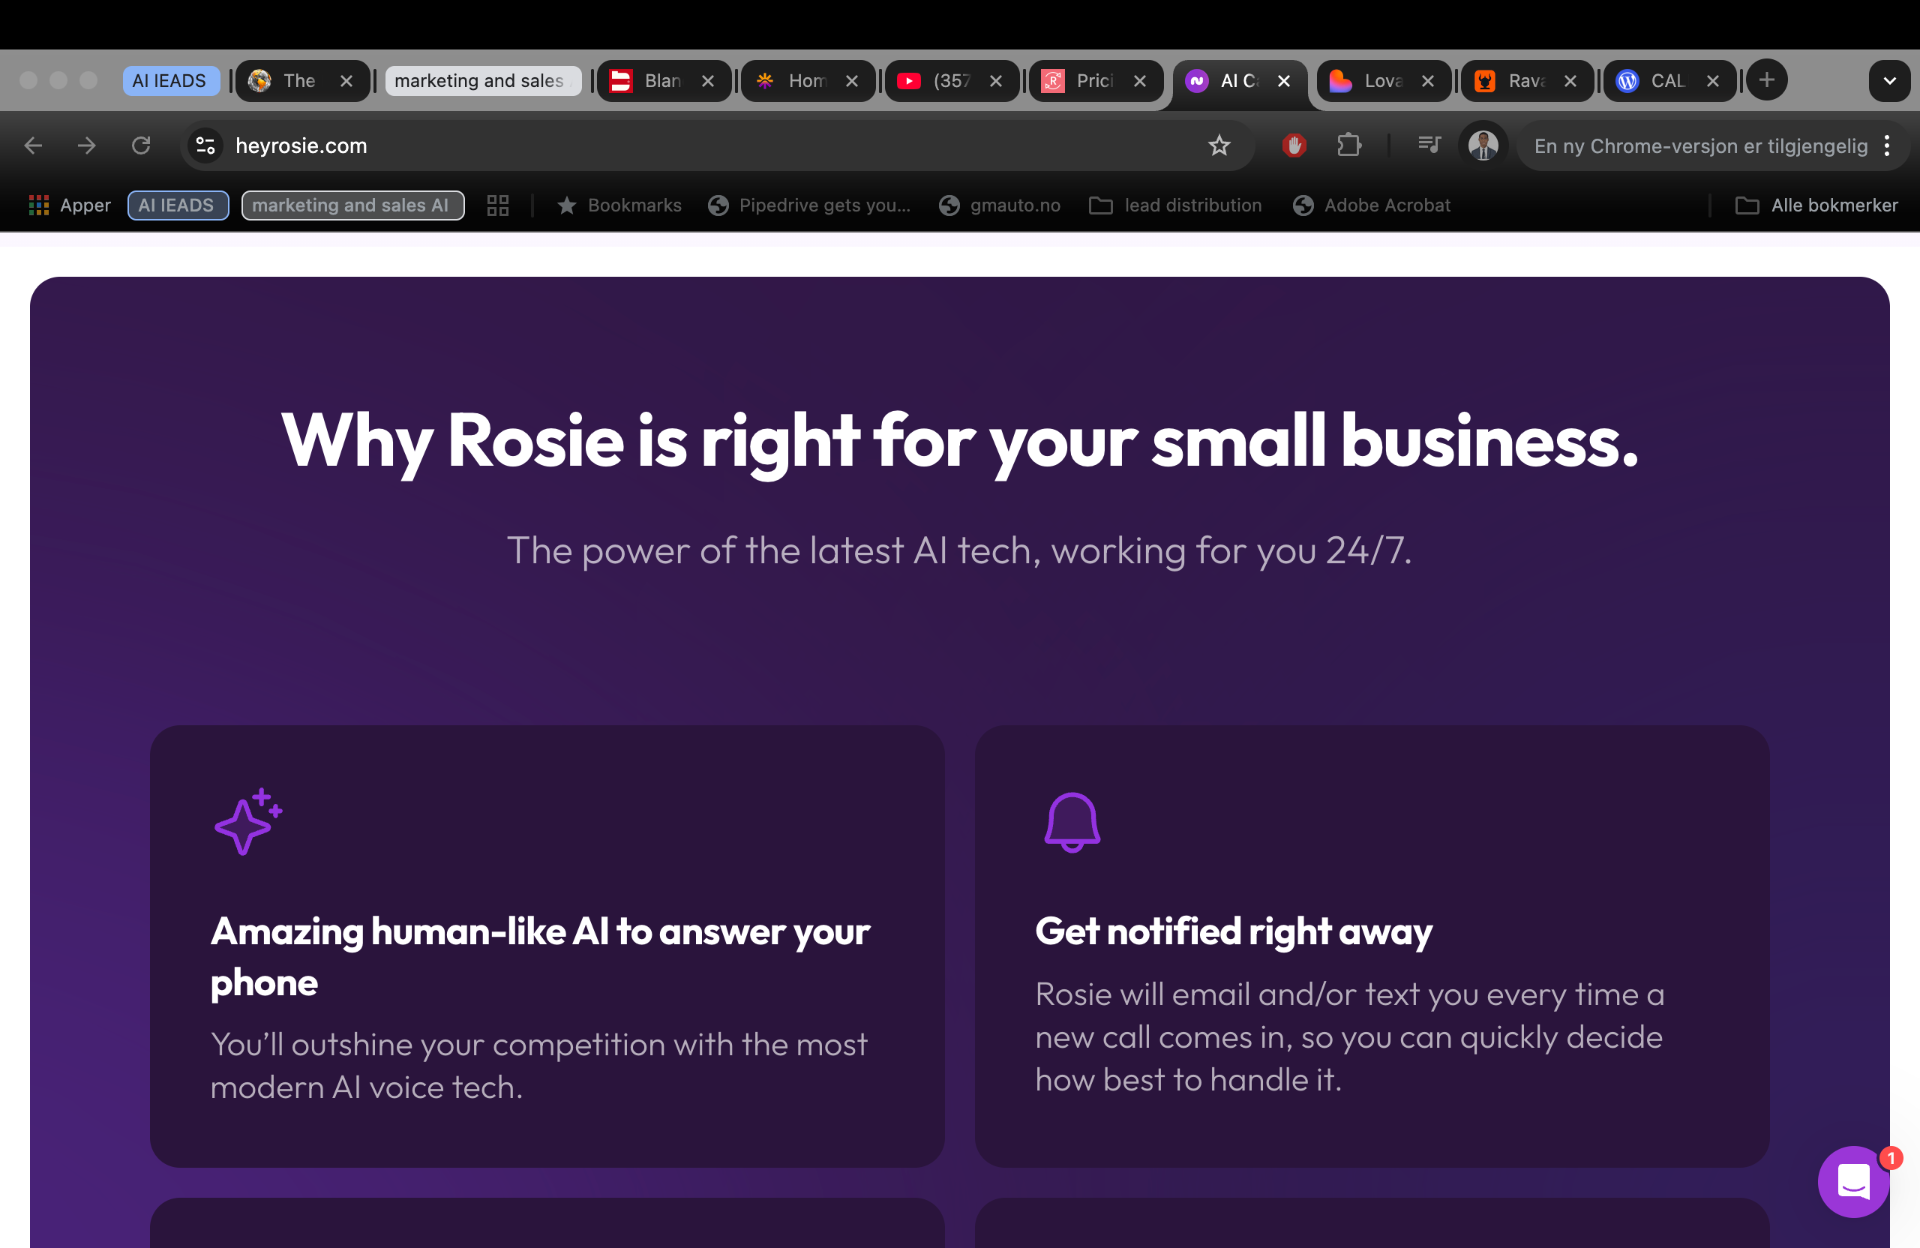 AI lEADS
The
marketing and sales
Blan
Hom
(357
Prici
AI C
Lova
Rava
CAL
heyrosie.com
En ny Chrome-versjon er tilgjengelig
Apper
AI lEADS
marketing and sales AI
Bookmarks
Pipedrive gets you...
gmauto.no
lead distribution
Adobe Acrobat
Alle bokmerker
Why Rosie is right for your small business.
The power of the latest AI tech, working for you 24/7.
Amazing human-like AI to answer your
phone
You’ll outshine your competition with the most
modern AI voice tech.
Get notified right away
Rosie will email and/or text you every time a
new call comes in, so you can quickly decide
how best to handle it.
1